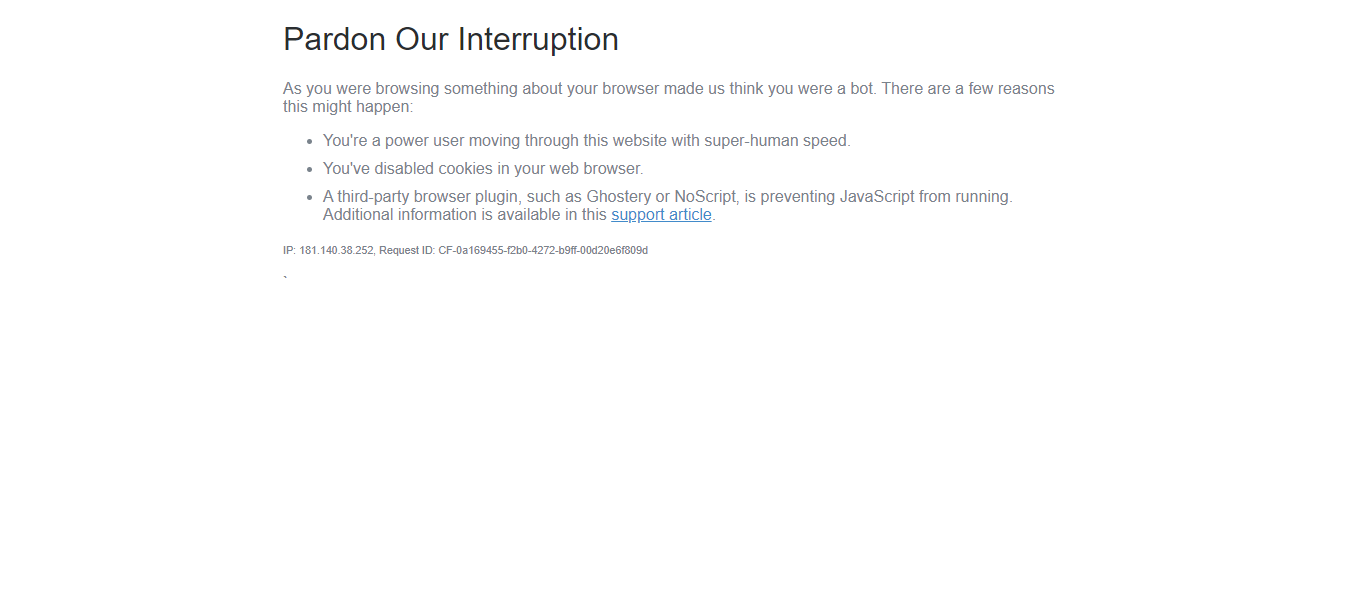 Pardon Our Interruption
As you were browsing something about your browser made us think you were a bot. There are a few reasons
this might happen:
• You're a power user moving through this website with super-human speed.
• You've disabled cookies in your web browser.
• A third-party browser plugin, such as Ghostery or NoScript, is preventing JavaScript from running.
Additional information is available in this support article.
IP: 181.140.38.252, Request ID: CF-0a169455-f2b0-4272-b9ff-00d20e6f809d
`